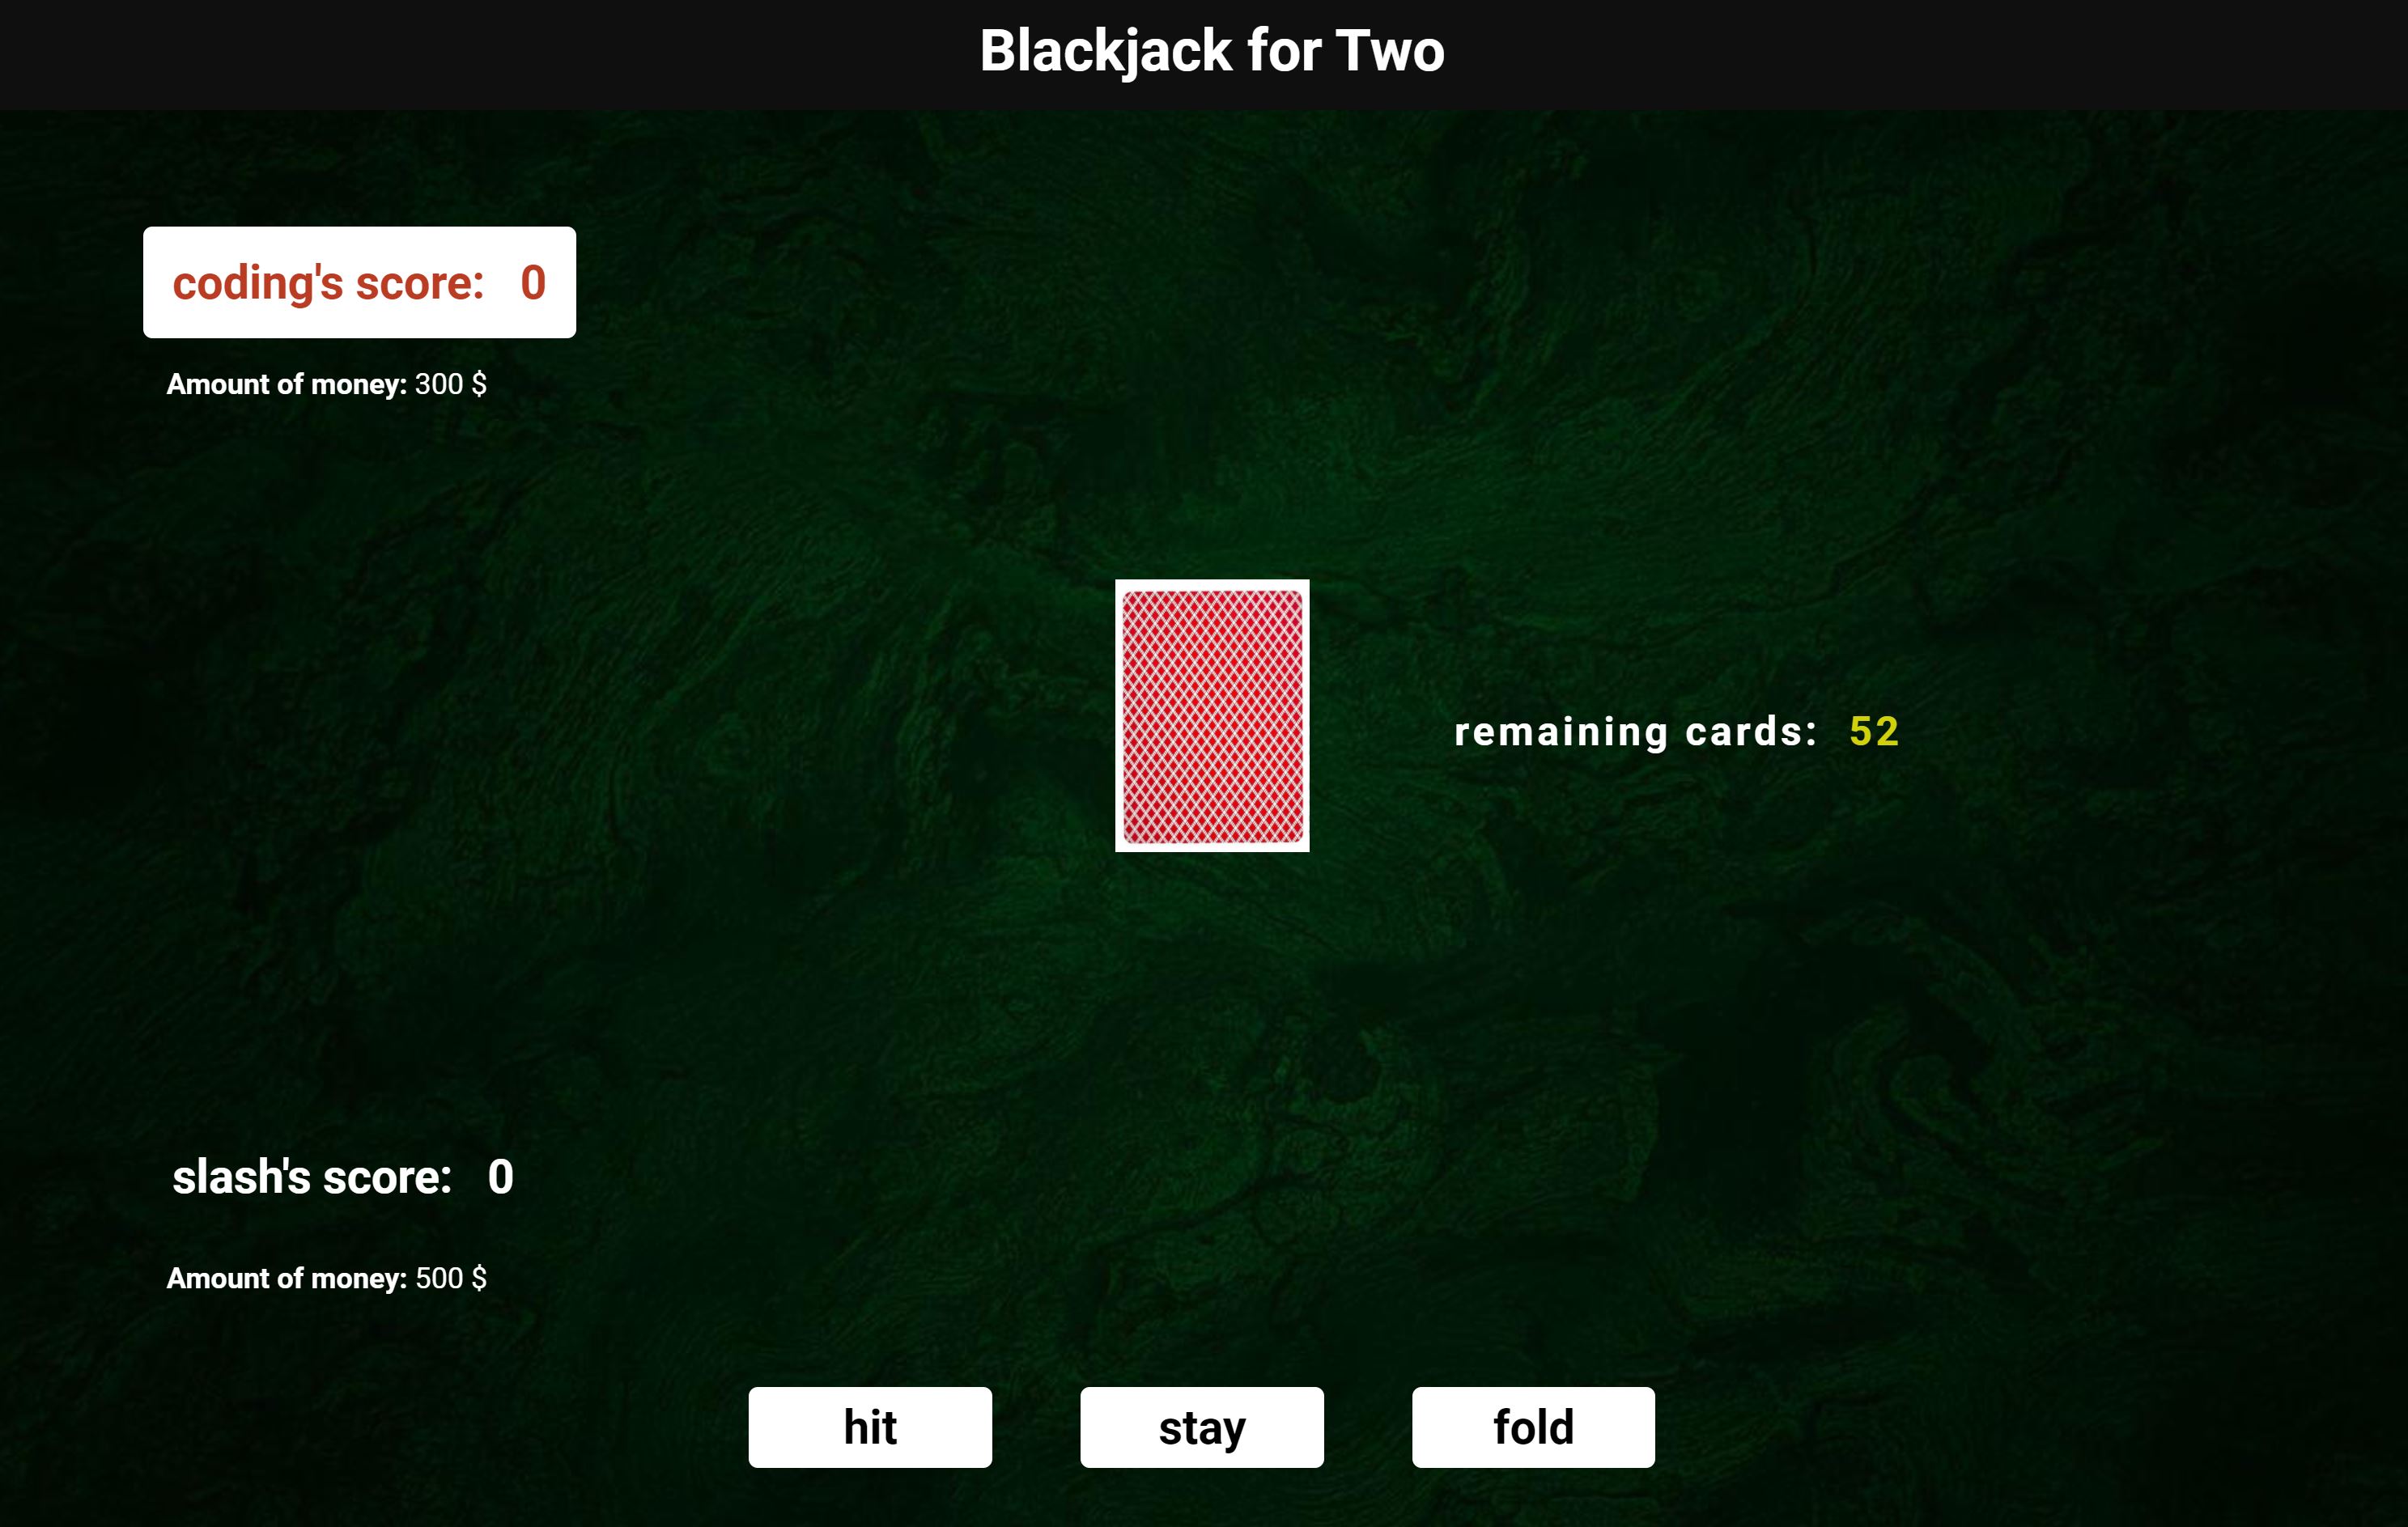 Blackjack for Two
coding's score: 0
Amount of money: 300 $
remaining cards: 52
slash's score: 0
Amount of money: 500 $
hit
stay
fold